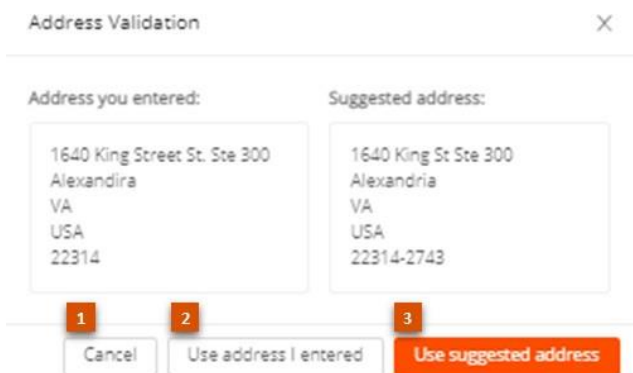 Address Validation
Address you entered:
1640 King Street St. Ste 300
Alexandira
VA
USA
22314
Suggested address:
1640 King St Ste 300
Alexandria
VA
USA
22314-2743
1
2
3
Cancel
Use address I entered
Use suggested address